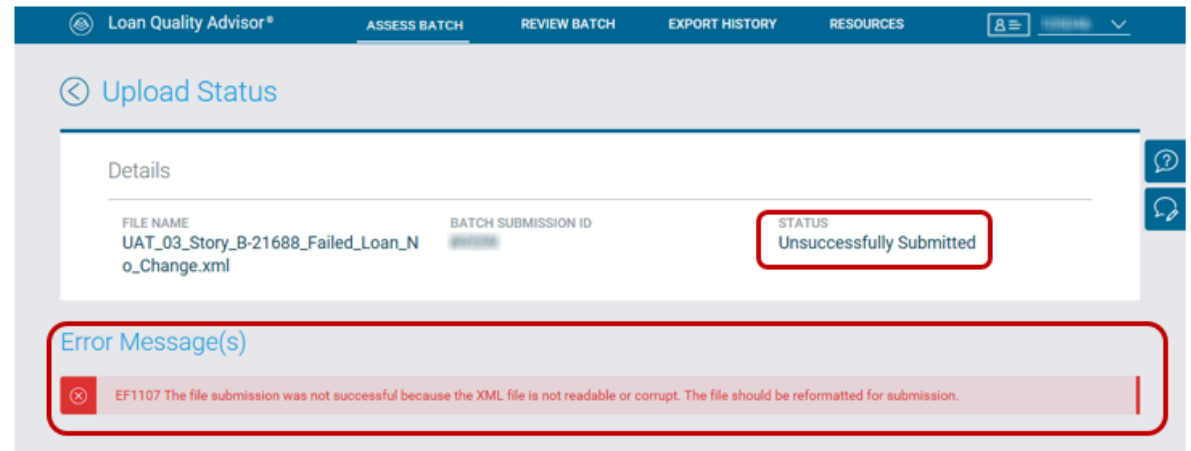 Loan Quality Advisor®
ASSESS BATCH
REVIEW BATCH
EXPORT HISTORY
RESOURCES
Upload Status
Details
FILE NAME
UAT_03_Story_B-21688_Failed_Loan_N
o_Change.xml
BATCH SUBMISSION ID
STATUS
Unsuccessfully Submitted
Error Message(s)
EF1107 The file submission was not successful because the XML file is not readable or corrupt. The file should be reformatted for submission.